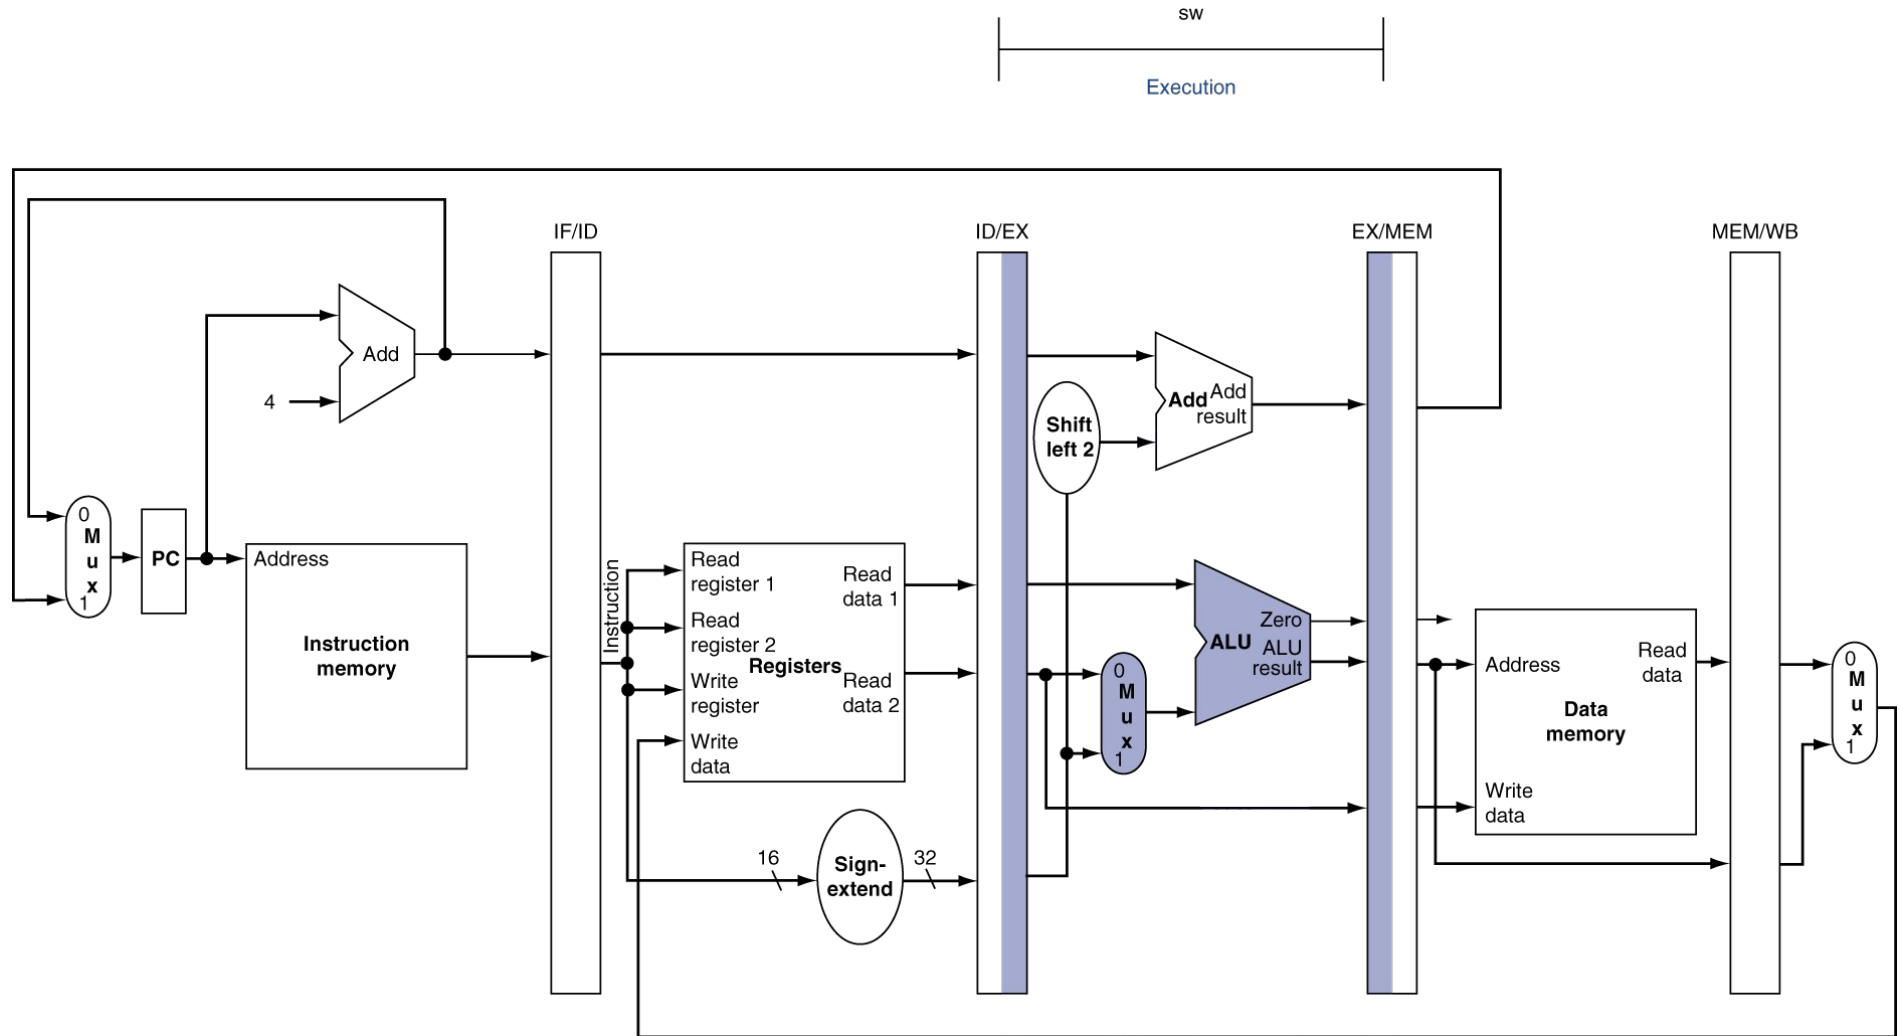 sw
Execution
IF/ID
ID/EX
EX/MEM
MEM/WB
Add
4
Add
Add
result
Shift
left 2
0
M
u
x
1
PC
Address
Instruction
memory
Instruction
Read
register 1
Read
register 2
Write
register
Write
data
Registers
Read
data 1
Read
data 2
16
Sign-
extend
32
0
M
u
x
1
ALU
Zero
ALU
result
Address
Read
data
Data
memory
Write
data
0
M
u
x
1